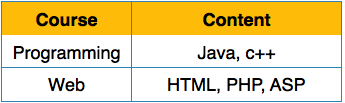 Course Content
Programming Java, c++
Web HTML, PHP, ASP